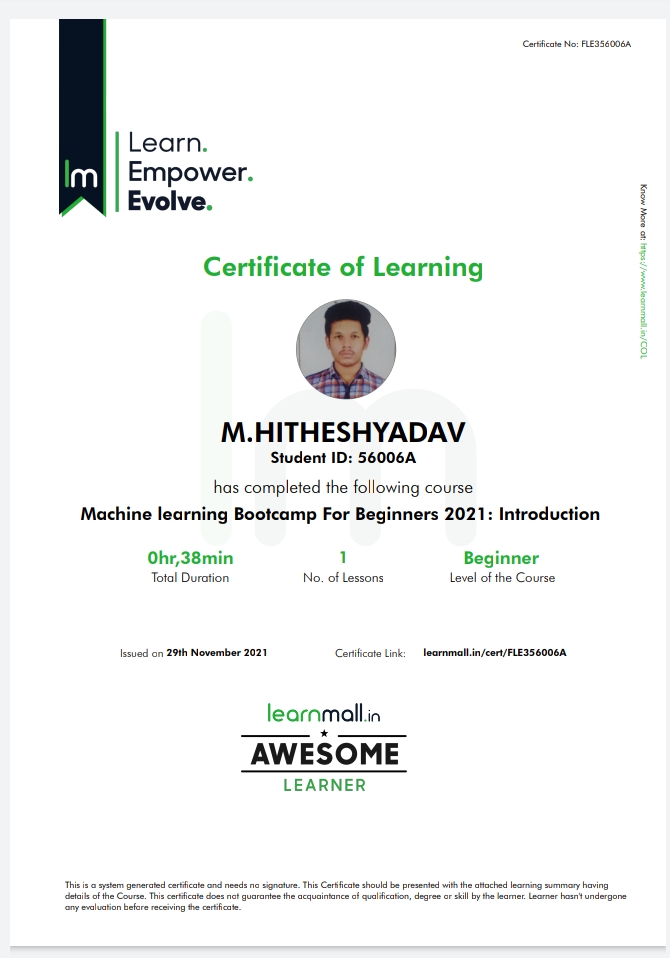 Certificate No: FLE356006A
lm
Learn.
Empower.
Evolve.
Know More at: https://www.learnmall.in/COL
Certificate of Learning
M.HITHESHYADAV
Student ID: 56006A
has completed the following course
Machine learning Bootcamp For Beginners 2021: Introduction
0hr,38min 1 Beginner
Total Duration No. of Lessons Level of the Course
Issued on 29th November 2021 Certificate Link: learnmall.in/cert/FLE356006A
learnmall.in
AWESOME
LEARNER
This is a system generated certificate and needs no signature. This Certificate should be presented with the attached learning summary having
details of the Course. This certificate does not guarantee the acquaintance of qualification, degree or skill by the learner. Learner hasn't undergone
any evaluation before receiving the certificate.